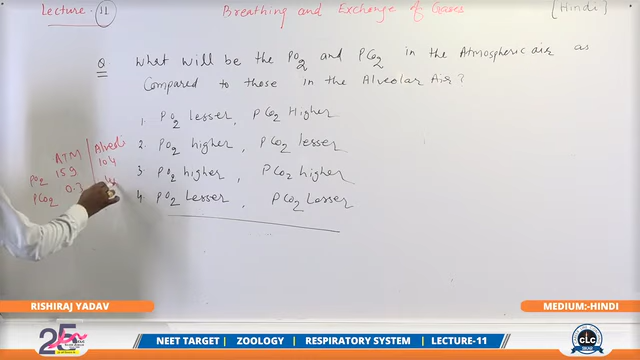 Lecture - 11
Breathing and Exchange of Gases
[Hindi]
Q What will be the PO2 and PCO2 in the Atmospheric air as
Compared to those in the Alveolar Air?
1. PO2 lesser, PCO2 Higher
2. PO2 higher, PCO2 lesser
3. PO2 higher, PCO2 higher
4. PO2 Lesser, PCO2 Lesser
ATM Alveoli
PO2 159 104
PCO2 0.3
RISHIRAJ YADAV
MEDIUM:-HINDI
25
NEET TARGET | ZOOLOGY | RESPIRATORY SYSTEM | LECTURE-11
CLC